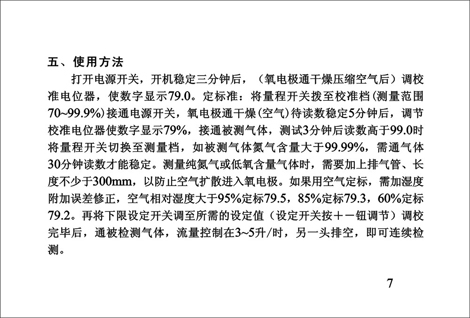 五、使用方法
打开电源开关，开机稳定三分钟后，（氧电极通干燥压缩空气后）调校
准电位器，使数字显示79.0。定标准：将量程开关拨至校准档(测量范围
70~99.9%)接通电源开关，氧电极通干燥(空气)待读数稳定5分钟后，调节
校准电位器使数字显示79%，接通被测气体，测试3分钟后读数高于99.0时
将量程开关切换至测量档，如被测气体氮气含量大于99.99%，需通气体
30分钟读数才能稳定。测量纯氮气或低氧含量气体时，需要加上排气管、长
度不少于300mm，以防止空气扩散进入氧电极。如果用空气定标，需加湿度
附加误差修正，空气相对湿度大于95%定标79.5，85%定标79.3，60%定标
79.2。再将下限设定开关调至所需的设定值（设定开关按＋－钮调节）调校
完毕后，通被检测气体，流量控制在3~5升/时，另一头排空，即可连续检
测。
7